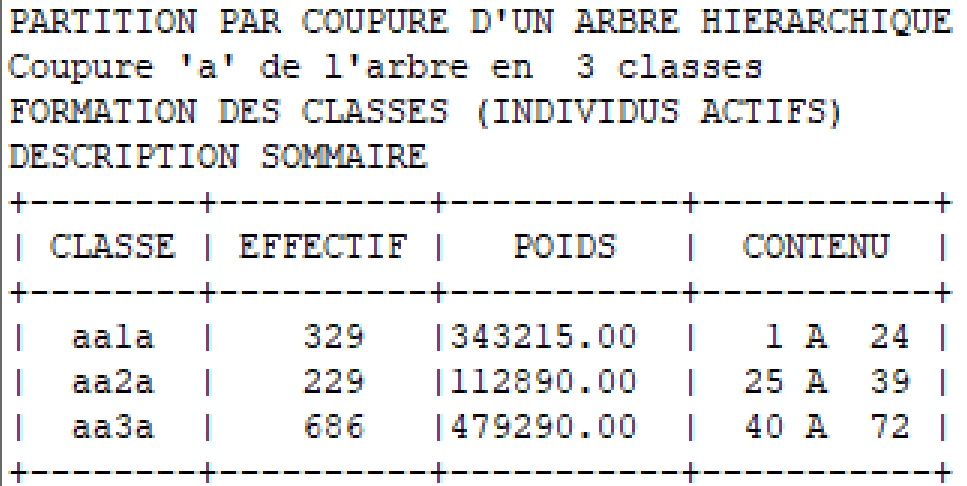 PARTITION PAR COUPURE D'UN ARBRE HIERARCHIQUE
Coupure 'a' de l'arbre en  3 classes
FORMATION DES CLASSES (INDIVIDUS ACTIFS)
DESCRIPTION SOMMAIRE
+--------+----------+------------+------------+
| CLASSE | EFFECTIF |   POIDS   |  CONTENU  |
+--------+----------+------------+------------+
|  aa1a  |   329   |343215.00  |   1 A  24 |
|  aa2a  |   229   |112890.00  |  25 A  39 |
|  aa3a  |   686   |479290.00  |  40 A  72 |
+--------+----------+------------+------------+